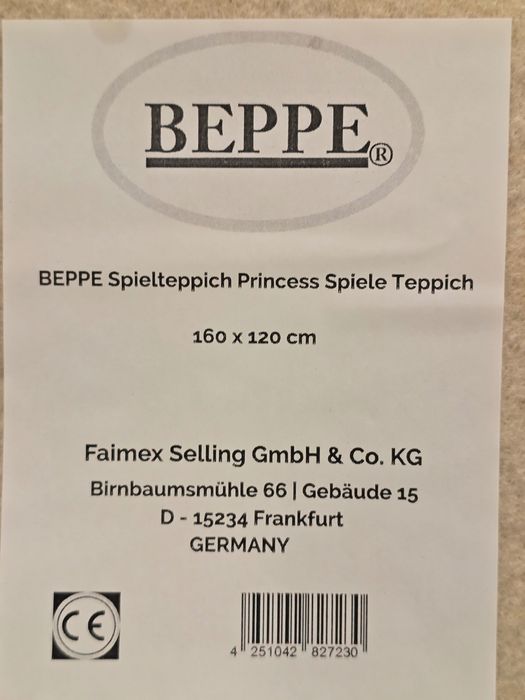 BEPPE®
BEPPE Spielteppich Princess Spiele Teppich
160 x 120 cm
Faimex Selling GmbH & Co. KG
Birnbaumsmühle 66 | Gebäude 15
D - 15234 Frankfurt
GERMANY
CE
4 251042 827230